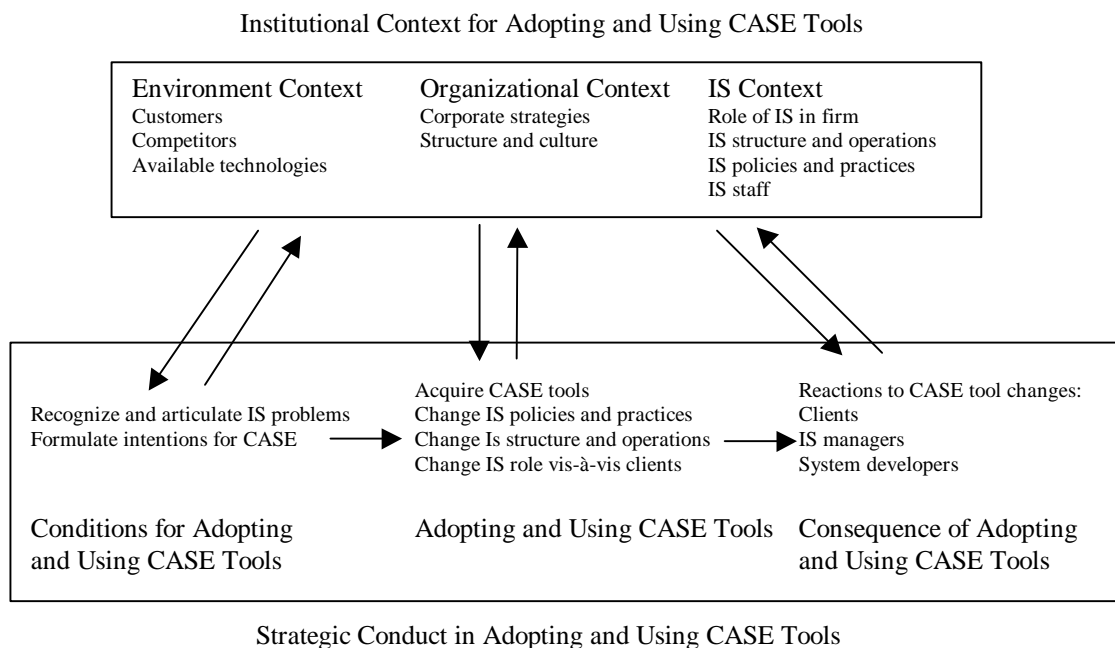 Institutional Context for Adopting and Using CASE Tools
Environment Context
Customers
Competitors
Available technologies
Organizational Context
Corporate strategies
Structure and culture
IS Context
Role of IS in firm
IS structure and operations
IS policies and practices
IS staff
Recognize and articulate IS problems
Formulate intentions for CASE
Conditions for Adopting
and Using CASE Tools
Acquire CASE tools
Change IS policies and practices
Change Is structure and operations
Change IS role vis-à-vis clients
Adopting and Using CASE Tools
Reactions to CASE tool changes:
Clients
IS managers
System developers
Consequence of Adopting
and Using CASE Tools
Strategic Conduct in Adopting and Using CASE Tools